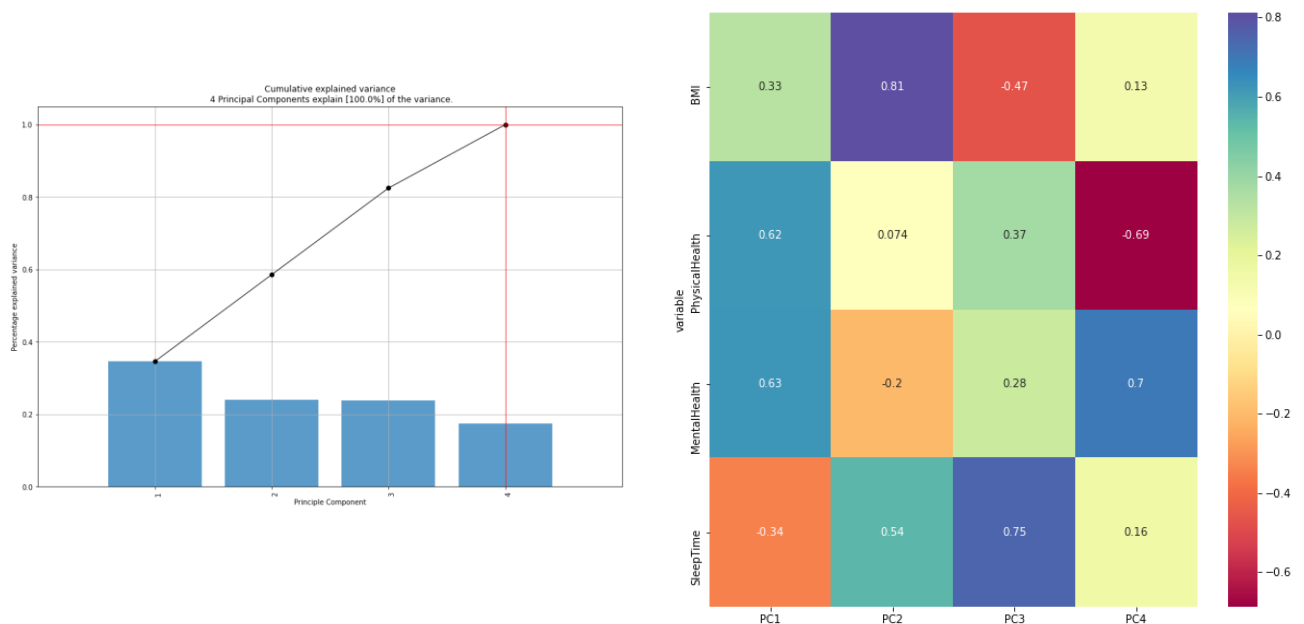 Cumulative explained variance
4 Principal Components explain [100.0%] of the variance.
Percentage explained variance
1.0
0.8
0.6
0.4
0.2
0.0
1
2
3
4
Principle Component
variable
BMI
PhysicalHealth
MentalHealth
SleepTime
0.33 0.81 -0.47 0.13
0.62 0.074 0.37 -0.69
0.63 -0.2 0.28 0.7
-0.34 0.54 0.75 0.16
PC1 PC2 PC3 PC4
0.8
0.6
0.4
0.2
0.0
−0.2
−0.4
−0.6